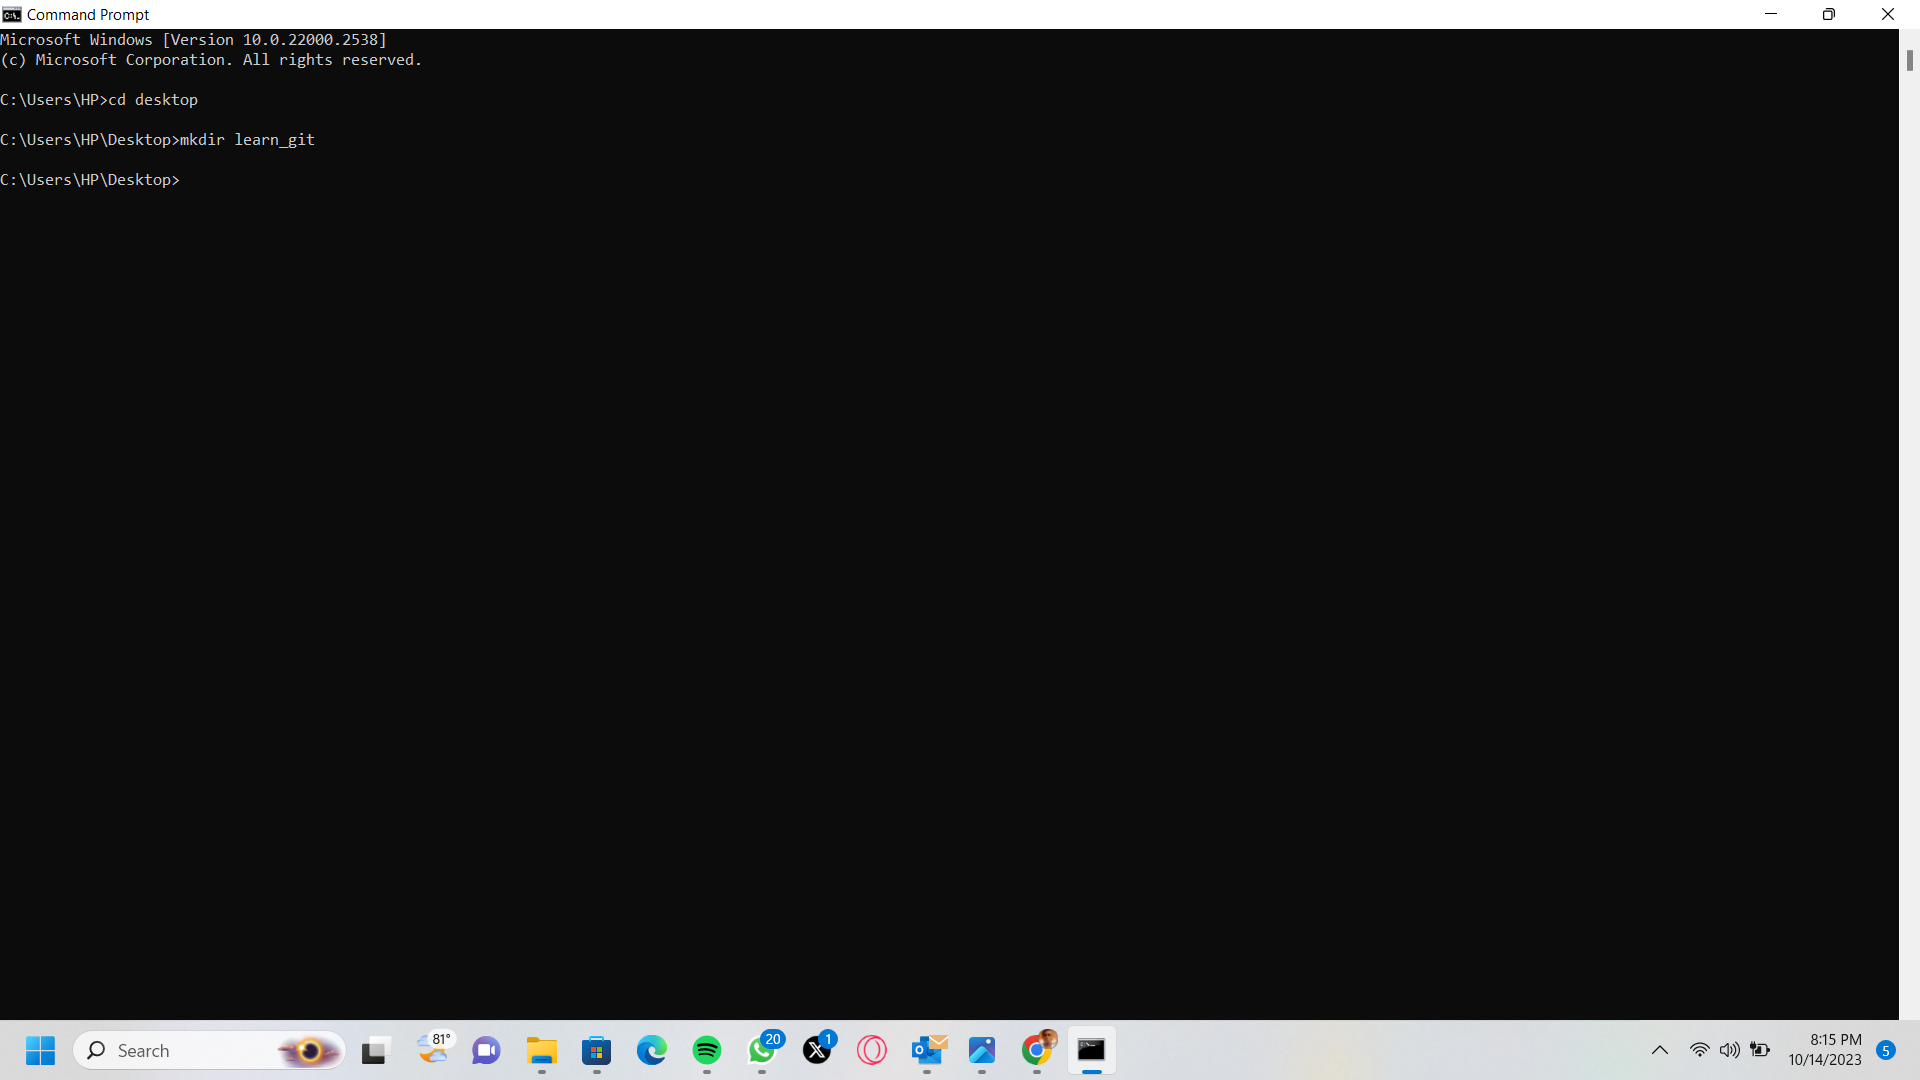 Command Prompt
Microsoft Windows [Version 10.0.22000.2538]
(c) Microsoft Corporation. All rights reserved.
C:\Users\HP>cd desktop
C:\Users\HP\Desktop>mkdir learn_git
C:\Users\HP\Desktop>
Search
81°
20
1
8:15 PM
10/14/2023
5